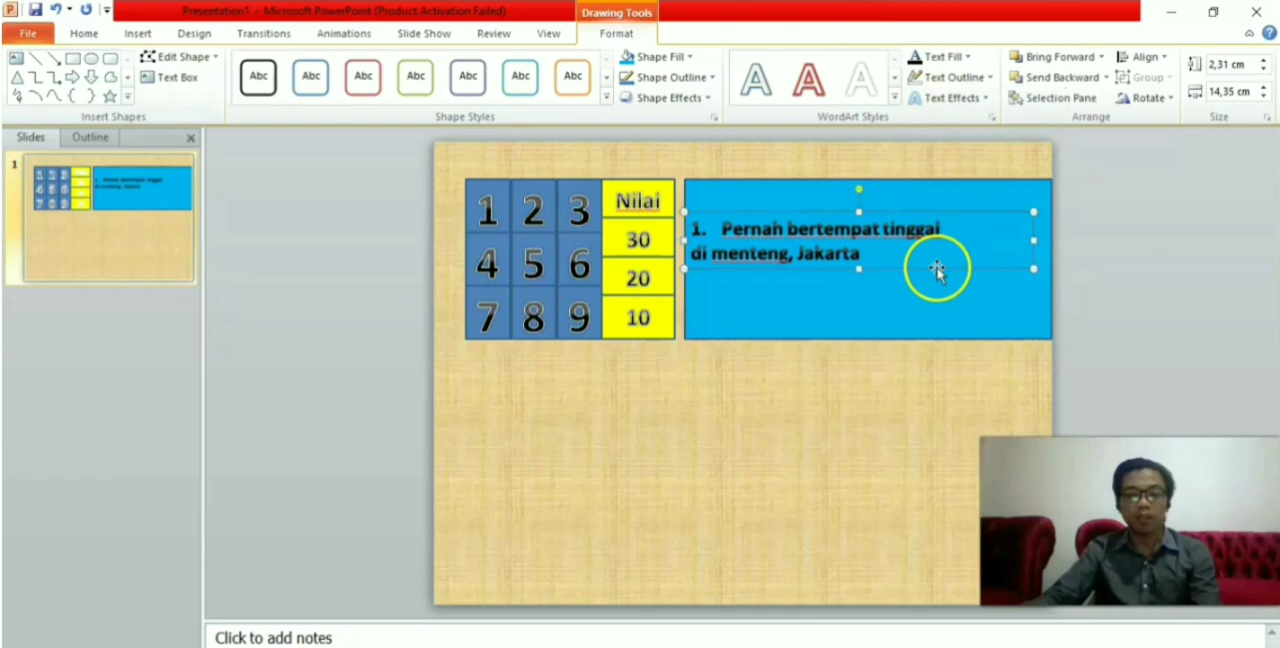 Presentation1 - Microsoft PowerPoint (Product Activation Failed)
Drawing Tools
File
Home
Insert
Design
Transitions
Animations
Slide Show
Review
View
Format
Edit Shape
Text Box
Insert Shapes
Abc Abc Abc Abc Abc Abc Abc
Shape Fill
Shape Outline
Shape Effects
Shape Styles
A A A
Text Fill
Text Outline
Text Effects
WordArt Styles
Bring Forward
Send Backward
Selection Pane
Align
Group
Rotate
Arrange
2,31 cm
14,35 cm
Size
Slides
Outline
1
1 2 3
4 5 6
7 8 9
Nilai
30
20
10
1. Pernah bertempat tinggal
di menteng, Jakarta
Click to add notes